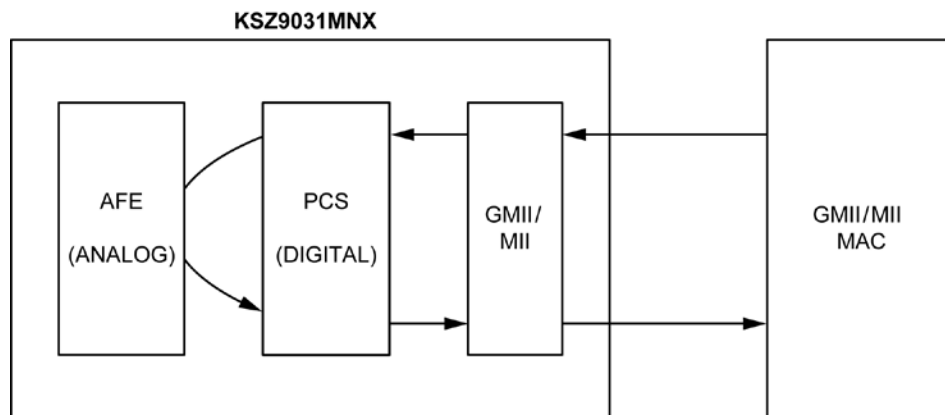 KSZ9031MNX
AFE
(ANALOG)
PCS
(DIGITAL)
GMII/
MII
GMII/MII
MAC